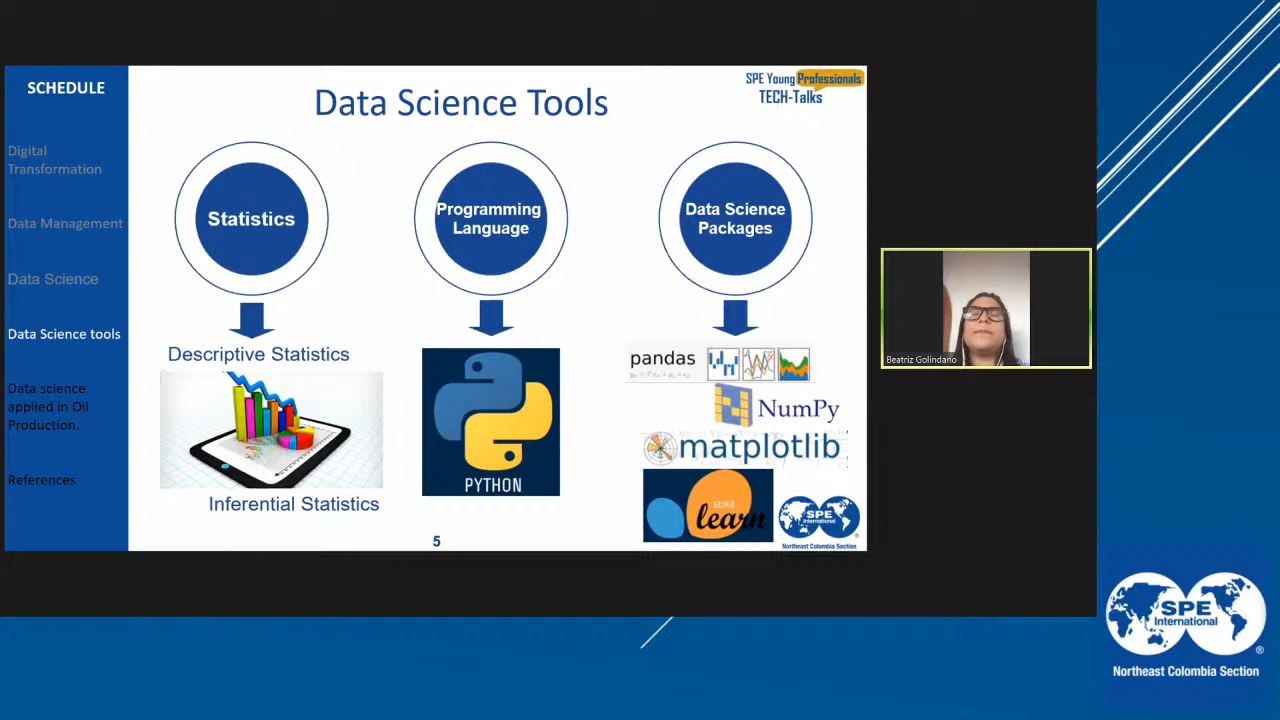 SCHEDULE
Digital
Transformation
Data Management
Data Science
Data Science tools
Data science
applied in Oil
Production.
References
Data Science Tools
SPE Young Professionals
TECH-Talks
Statistics
Programming
Language
Data Science
Packages
Descriptive Statistics
Inferential Statistics
PYTHON
pandas
NumPy
matplotlib
scikit
learn
SPE
International
Northeast Colombia Section
5
Beatriz Golindano
SPE
International
®
Northeast Colombia Section